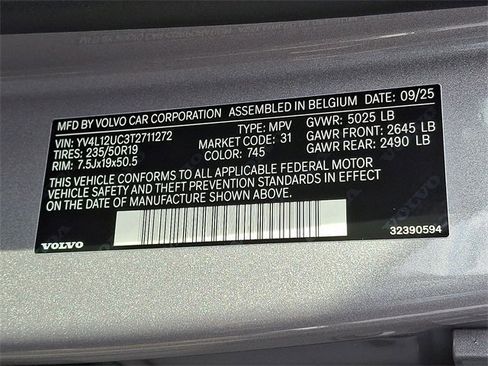 MFD BY VOLVO CAR CORPORATION ASSEMBLED IN BELGIUM DATE: 09/25
VIN: YV4L12UC3T2711272 TYPE: MPV GVWR: 5025 LB
TIRES: 235/50R19 MARKET CODE: 31 GAWR FRONT: 2645 LB
RIM: 7.5Jx19x50.5 COLOR: 745 GAWR REAR: 2490 LB
THIS VEHICLE CONFORMS TO ALL APPLICABLE FEDERAL MOTOR
VEHICLE SAFETY AND THEFT PREVENTION STANDARDS IN EFFECT
ON THE DATE OF MANUFACTURE SHOWN ABOVE.
32390594
VOLVO